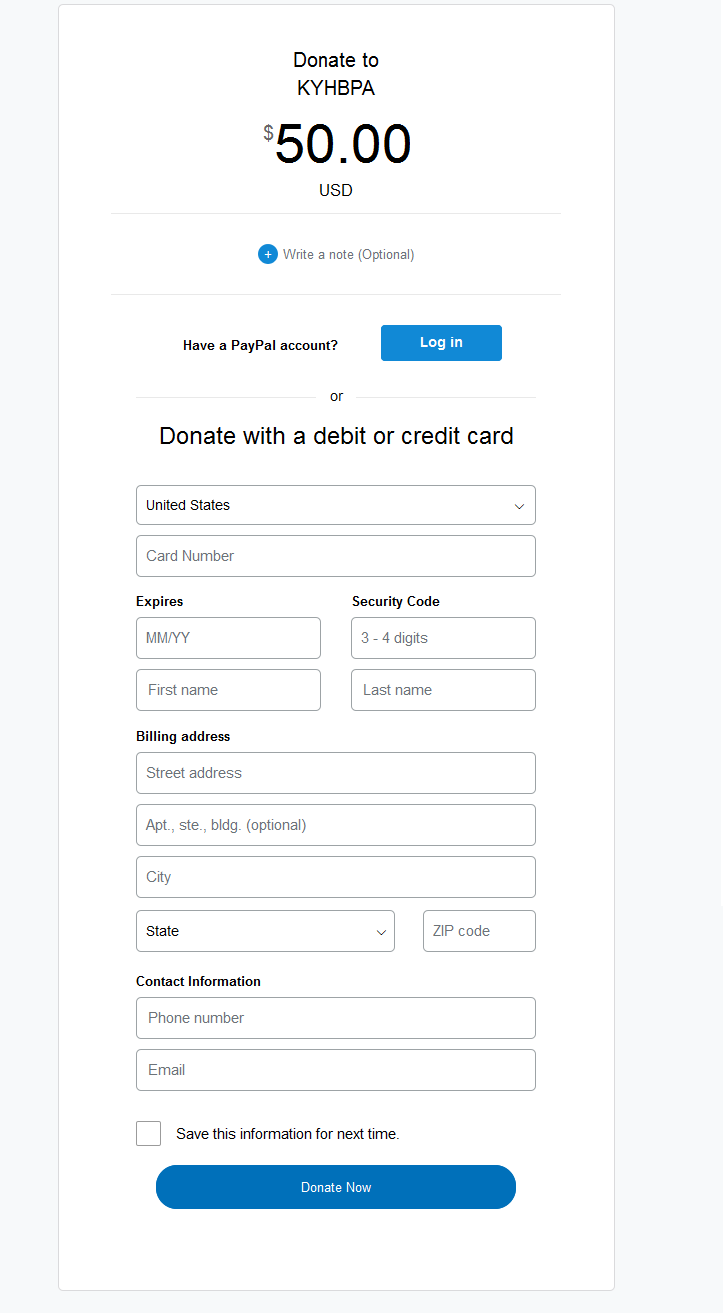 Donate to
KYHBPA
$50.00
USD
+ Write a note (Optional)
Have a PayPal account? Log in
or
Donate with a debit or credit card
United States
Card Number
Expires Security Code
MM/YY 3 - 4 digits
First name Last name
Billing address
Street address
Apt., ste., bldg. (optional)
City
State ZIP code
Contact Information
Phone number
Email
Save this information for next time.
Donate Now